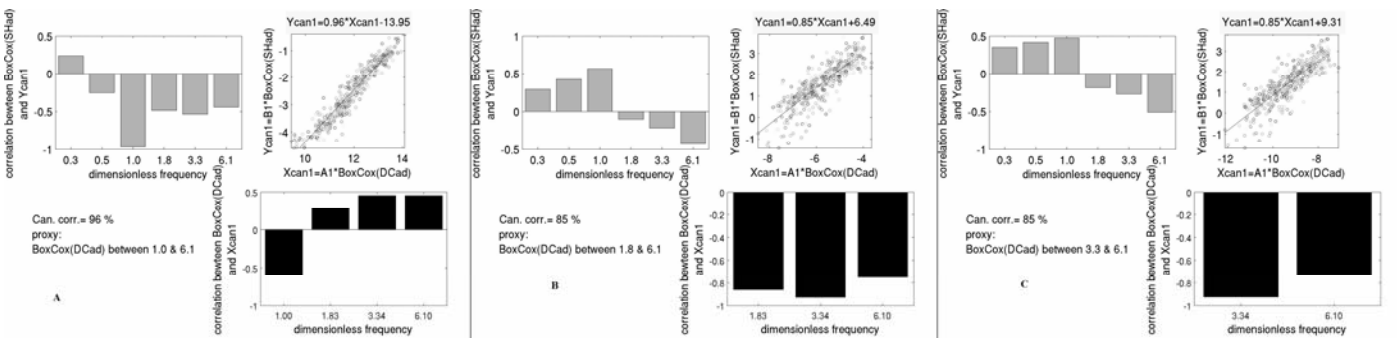 correlation bewteen BoxCox(SHad)
and Ycan1
0.5
0
-0.5
-1
0.3 0.5 1.0 1.8 3.3 6.1
dimensionless frequency
Ycan1=0.96*Xcan1-13.95
Ycan1=B1*BoxCox(SHad)
-1
-2
-3
-4
10 11 12 13 14
Xcan1=A1*BoxCox(DCad)
Can. corr.= 96 %
proxy:
BoxCox(DCad) between 1.0 & 6.1
A
correlation bewteen BoxCox(DCad)
and Xcan1
0.5
0
-0.5
-1
1.00 1.83 3.34 6.10
dimensionless frequency
correlation bewteen BoxCox(SHad)
and Ycan1
1
0.5
0
-0.5
0.3 0.5 1.0 1.8 3.3 6.1
dimensionless frequency
Ycan1=0.85*Xcan1+6.49
Ycan1=B1*BoxCox(SHad)
3
2
1
0
-1
-8 -7 -6 -5 -4
Xcan1=A1*BoxCox(DCad)
Can. corr.= 85 %
proxy:
BoxCox(DCad) between 1.8 & 6.1
B
correlation bewteen BoxCox(DCad)
and Xcan1
0
-0.2
-0.4
-0.6
-0.8
-1
1.83 3.34 6.10
dimensionless frequency
correlation bewteen BoxCox(SHad)
and Ycan1
0.5
0
-0.5
-1
0.3 0.5 1.0 1.8 3.3 6.1
dimensionless frequency
Ycan1=0.85*Xcan1+9.31
Ycan1=B1*BoxCox(SHad)
3
2
1
0
-1
-12 -11 -10 -9 -8
Xcan1=A1*BoxCox(DCad)
Can. corr.= 85 %
proxy:
BoxCox(DCad) between 3.3 & 6.1
C
correlation bewteen BoxCox(DCad)
and Xcan1
0
-0.2
-0.4
-0.6
-0.8
-1
3.34 6.10
dimensionless frequency